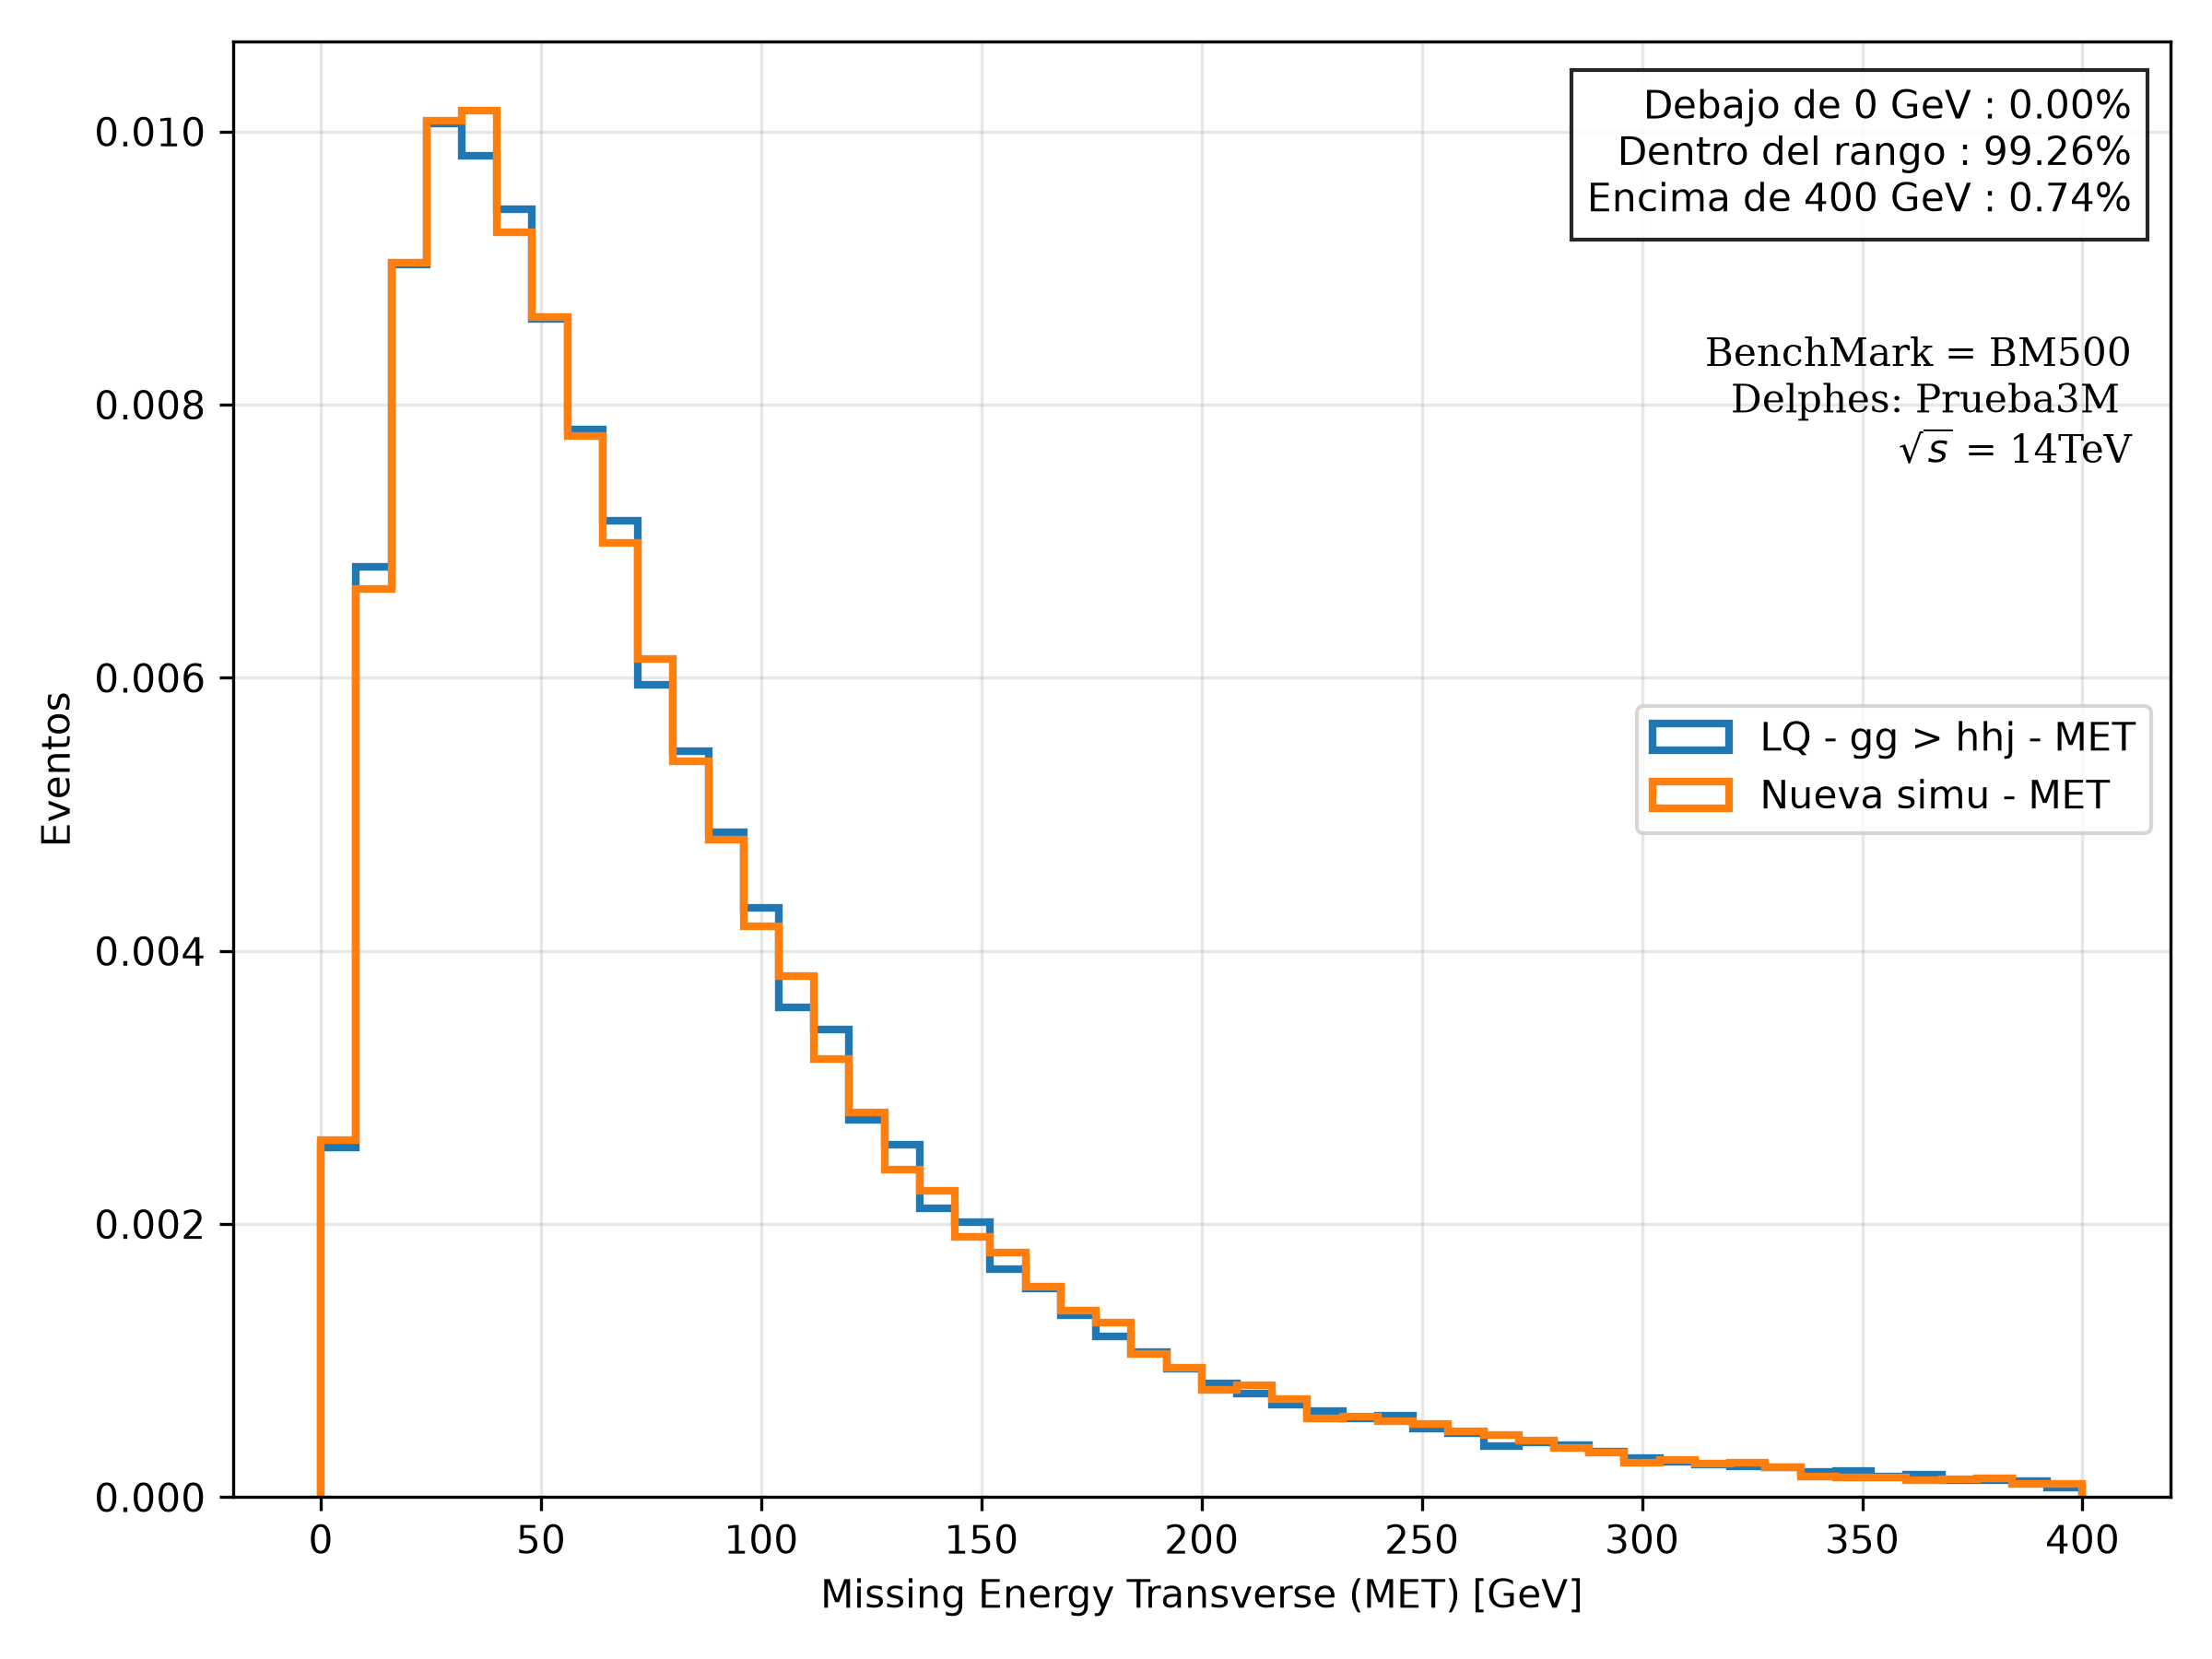 Debajo de 0 GeV : 0.00%
Dentro del rango : 99.26%
Encima de 400 GeV : 0.74%
BenchMark = BM500
Delphes: Prueba3M
√s = 14TeV
LQ - gg > hhj - MET
Nueva simu - MET
Eventos
0.010
0.008
0.006
0.004
0.002
0.000
0 50 100 150 200 250 300 350 400
Missing Energy Transverse (MET) [GeV]